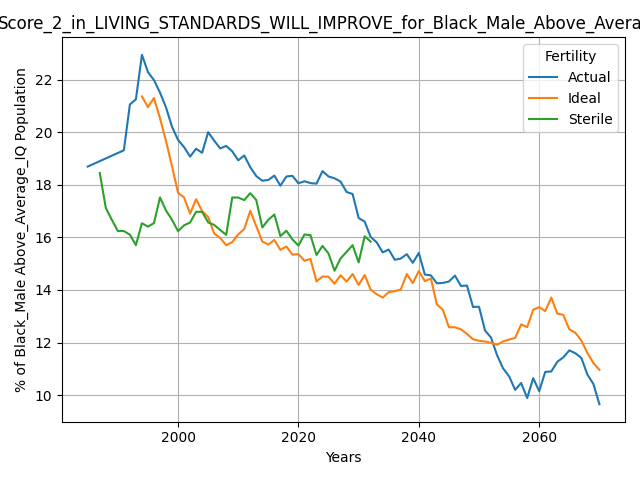 Score_2_in_LIVING_STANDARDS_WILL_IMPROVE_for_Black_Male_Above_Avera
Fertility
Actual
Ideal
Sterile
% of Black_Male Above_Average_IQ Population
22
20
18
16
14
12
10
2000 2020 2040 2060
Years